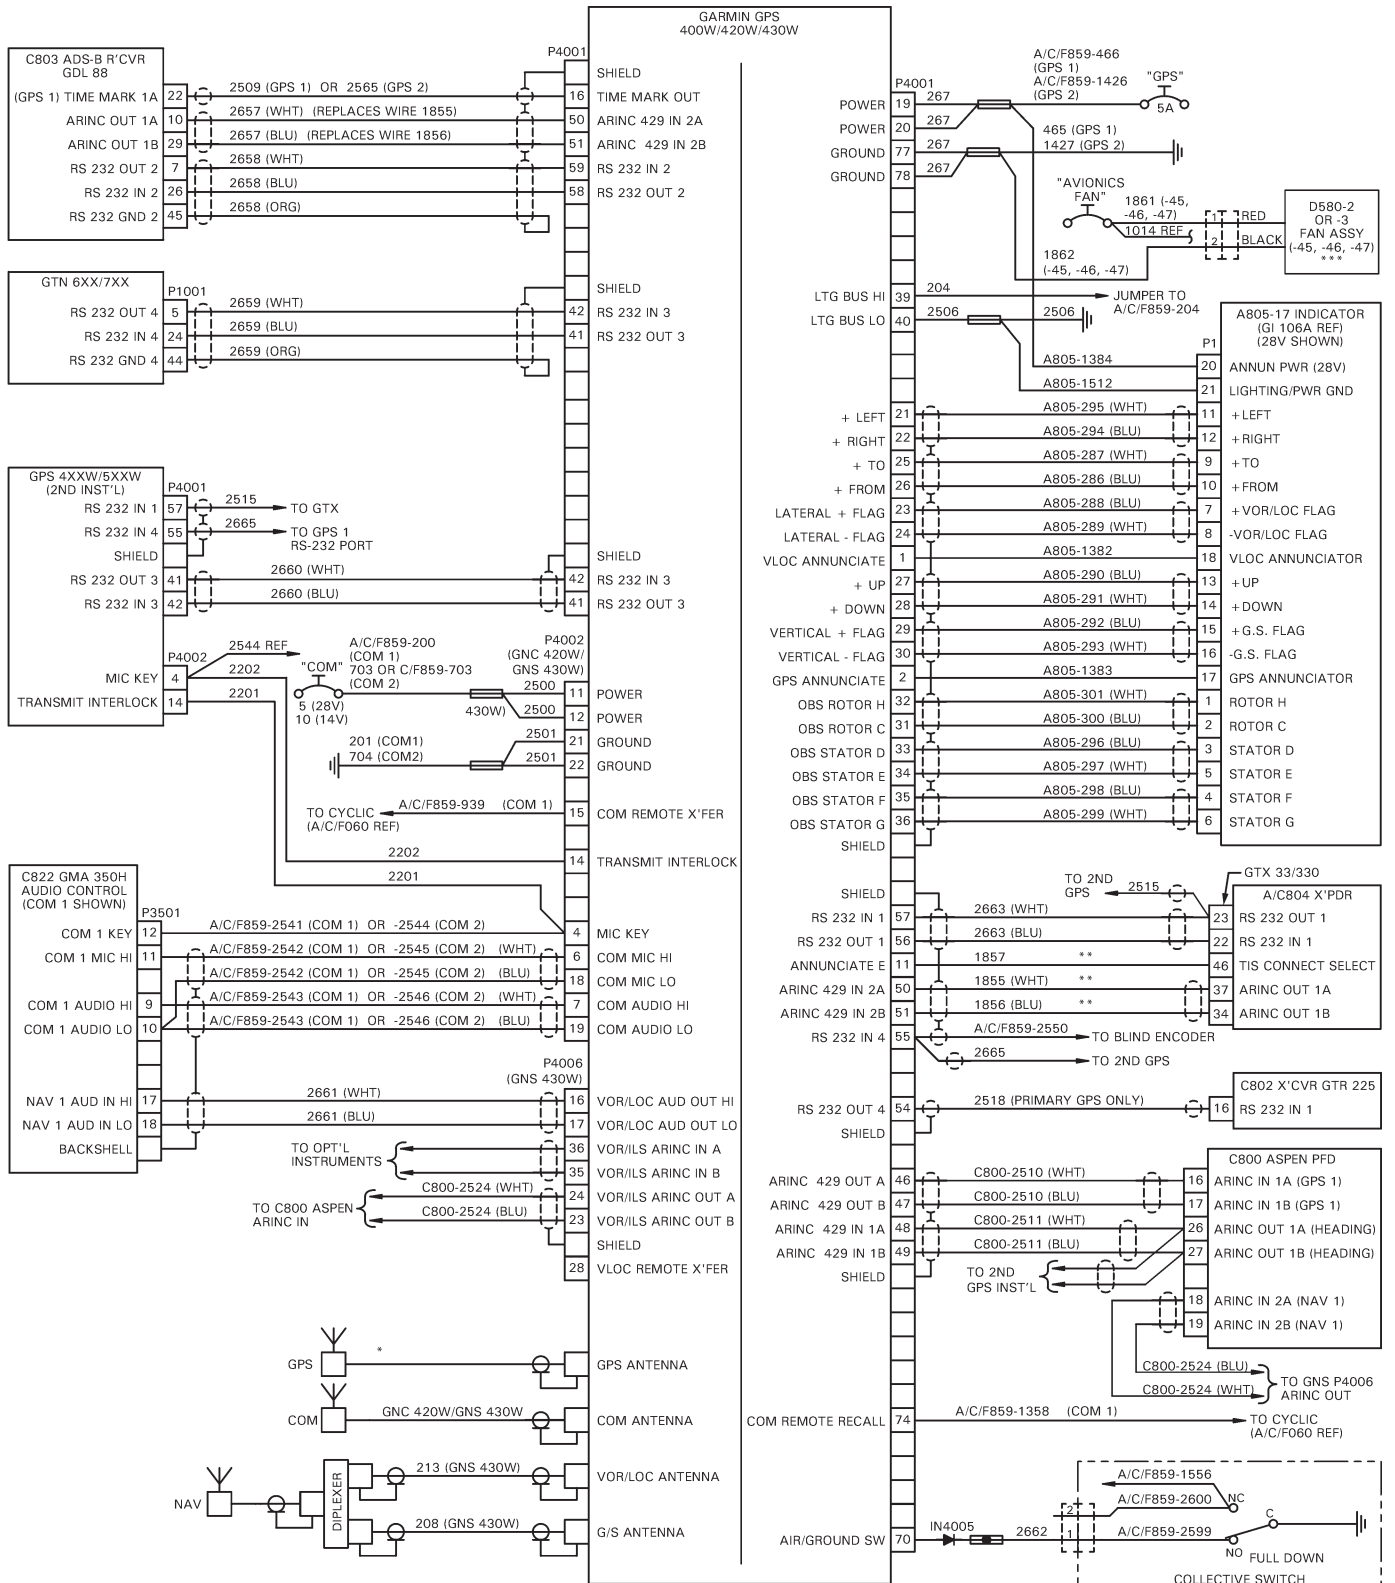 GARMIN GPS
400W/420W/430W
C803 ADS-B R'CVR
GDL 88
(GPS 1) TIME MARK 1A 22
ARINC OUT 1A 10
ARINC OUT 1B 29
RS 232 OUT 2 7
RS 232 IN 2 26
RS 232 GND 2 45
2509 (GPS 1) OR 2565 (GPS 2)
2657 (WHT) (REPLACES WIRE 1855)
2657 (BLU) (REPLACES WIRE 1856)
2658 (WHT)
2658 (BLU)
2658 (ORG)
P4001
SHIELD
16 TIME MARK OUT
50 ARINC 429 IN 2A
51 ARINC 429 IN 2B
59 RS 232 IN 2
58 RS 232 OUT 2
GTN 6XX/7XX
P1001
RS 232 OUT 4 5
RS 232 IN 4 24
RS 232 GND 4 44
2659 (WHT)
2659 (BLU)
2659 (ORG)
SHIELD
42 RS 232 IN 3
41 RS 232 OUT 3
GPS 4XXW/5XXW
(2ND INST'L)
P4001
RS 232 IN 1 57
RS 232 IN 4 55
SHIELD
RS 232 OUT 3 41
RS 232 IN 3 42
2515 TO GTX
2665 TO GPS 1
RS-232 PORT
2660 (WHT)
2660 (BLU)
SHIELD
42 RS 232 IN 3
41 RS 232 OUT 3
P4002
MIC KEY 4
TRANSMIT INTERLOCK 14
2544 REF
2202
2201
"COM"
5 (28V)
10 (14V)
A/C/F859-200
(COM 1)
703 OR C/F859-703
(COM 2)
430W)
2500
2500
2501
2501
201 (COM1)
704 (COM2)
P4002
(GNC 420W/
GNS 430W)
11 POWER
12 POWER
21 GROUND
22 GROUND
TO CYCLIC
(A/C/F060 REF)
A/C/F859-939 (COM 1)
15 COM REMOTE X'FER
2202
14 TRANSMIT INTERLOCK
2201
C822 GMA 350H
AUDIO CONTROL
(COM 1 SHOWN)
P3501
COM 1 KEY 12
COM 1 MIC HI 11
COM 1 AUDIO HI 9
COM 1 AUDIO LO 10
NAV 1 AUD IN HI 17
NAV 1 AUD IN LO 18
BACKSHELL
A/C/F859-2541 (COM 1) OR -2544 (COM 2)
A/C/F859-2542 (COM 1) OR -2545 (COM 2) (WHT)
A/C/F859-2542 (COM 1) OR -2545 (COM 2) (BLU)
A/C/F859-2543 (COM 1) OR -2546 (COM 2) (WHT)
A/C/F859-2543 (COM 1) OR -2546 (COM 2) (BLU)
4 MIC KEY
6 COM MIC HI
18 COM MIC LO
7 COM AUDIO HI
19 COM AUDIO LO
P4006
(GNS 430W)
2661 (WHT)
2661 (BLU)
16 VOR/LOC AUD OUT HI
17 VOR/LOC AUD OUT LO
36 VOR/ILS ARINC IN A
35 VOR/ILS ARINC IN B
24 VOR/ILS ARINC OUT A
23 VOR/ILS ARINC OUT B
SHIELD
28 VLOC REMOTE X'FER
TO OPT'L
INSTRUMENTS
TO C800 ASPEN
ARINC IN
C800-2524 (WHT)
C800-2524 (BLU)
GPS * GPS ANTENNA
COM GNC 420W/GNS 430W COM ANTENNA
NAV
DIPLEXER
213 (GNS 430W) VOR/LOC ANTENNA
208 (GNS 430W) G/S ANTENNA
P4001
POWER 19
POWER 20
GROUND 77
GROUND 78
267
267
267
267
A/C/F859-466
(GPS 1)
A/C/F859-1426
(GPS 2)
"GPS"
5A
465 (GPS 1)
1427 (GPS 2)
"AVIONICS
FAN"
1861 (-45,
-46, -47)
1014 REF
1862
(-45, -46, -47)
1 RED
2 BLACK
D580-2
OR -3
FAN ASSY
(-45, -46, -47)
***
LTG BUS HI 39 204 JUMPER TO
A/C/F859-204
LTG BUS LO 40 2506 2506
A805-17 INDICATOR
(GI 106A REF)
(28V SHOWN)
P1
A805-1384 20 ANNUN PWR (28V)
A805-1512 21 LIGHTING/PWR GND
+ LEFT 21 A805-295 (WHT) 11 +LEFT
+ RIGHT 22 A805-294 (BLU) 12 +RIGHT
+ TO 25 A805-287 (WHT) 9 +TO
+ FROM 26 A805-286 (BLU) 10 +FROM
LATERAL + FLAG 23 A805-288 (BLU) 7 +VOR/LOC FLAG
LATERAL - FLAG 24 A805-289 (WHT) 8 -VOR/LOC FLAG
VLOC ANNUNCIATE 1 A805-1382 18 VLOC ANNUNCIATOR
+ UP 27 A805-290 (BLU) 13 +UP
+ DOWN 28 A805-291 (WHT) 14 +DOWN
VERTICAL + FLAG 29 A805-292 (BLU) 15 +G.S. FLAG
VERTICAL - FLAG 30 A805-293 (WHT) 16 -G.S. FLAG
GPS ANNUNCIATE 2 A805-1383 17 GPS ANNUNCIATOR
OBS ROTOR H 32 A805-301 (WHT) 1 ROTOR H
OBS ROTOR C 31 A805-300 (BLU) 2 ROTOR C
OBS STATOR D 33 A805-296 (BLU) 3 STATOR D
OBS STATOR E 34 A805-297 (WHT) 5 STATOR E
OBS STATOR F 35 A805-298 (BLU) 4 STATOR F
OBS STATOR G 36 A805-299 (WHT) 6 STATOR G
SHIELD
TO 2ND
GPS
2515
GTX 33/330
A/C804 X'PDR
SHIELD
RS 232 IN 1 57 2663 (WHT) 23 RS 232 OUT 1
RS 232 OUT 1 56 2663 (BLU) 22 RS 232 IN 1
ANNUNCIATE E 11 1857 ** 46 TIS CONNECT SELECT
ARINC 429 IN 2A 50 1855 (WHT) ** 37 ARINC OUT 1A
ARINC 429 IN 2B 51 1856 (BLU) ** 34 ARINC OUT 1B
RS 232 IN 4 55 A/C/F859-2550 TO BLIND ENCODER
2665 TO 2ND GPS
C802 X'CVR GTR 225
RS 232 OUT 4 54 2518 (PRIMARY GPS ONLY) 16 RS 232 IN 1
SHIELD
C800 ASPEN PFD
ARINC 429 OUT A 46 C800-2510 (WHT) 16 ARINC IN 1A (GPS 1)
ARINC 429 OUT B 47 C800-2510 (BLU) 17 ARINC IN 1B (GPS 1)
ARINC 429 IN 1A 48 C800-2511 (WHT) 26 ARINC OUT 1A (HEADING)
ARINC 429 IN 1B 49 C800-2511 (BLU) 27 ARINC OUT 1B (HEADING)
SHIELD
TO 2ND
GPS INST'L
18 ARINC IN 2A (NAV 1)
19 ARINC IN 2B (NAV 1)
C800-2524 (BLU)
C800-2524 (WHT)
TO GNS P4006
ARINC OUT
COM REMOTE RECALL 74 A/C/F859-1358 (COM 1) TO CYCLIC
(A/C/F060 REF)
AIR/GROUND SW 70 IN4005 2662
2
1
A/C/F859-1556
A/C/F859-2600
A/C/F859-2599
NC
C
NO
FULL DOWN
COLLECTIVE SWITCH